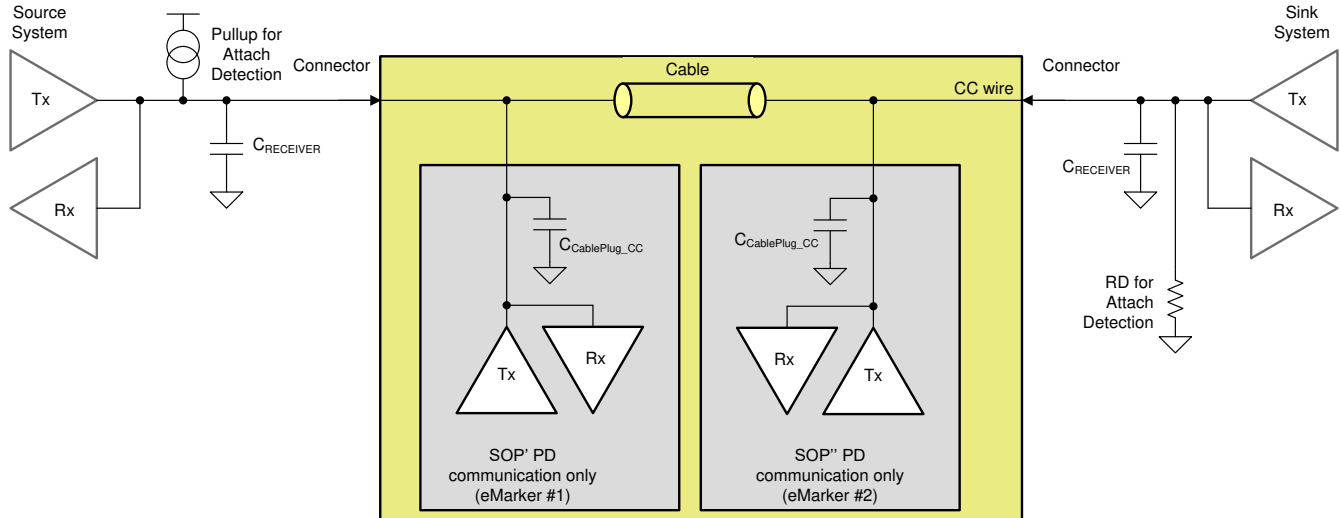 Source
System
Tx
Rx
Pullup for
Attach
Detection
Connector
CRECEIVER
Cable
CC wire
CCablePlug_CC
Tx
Rx
SOP' PD
communication only
(eMarker #1)
CCablePlug_CC
Rx
Tx
SOP'' PD
communication only
(eMarker #2)
Connector
CRECEIVER
RD for
Attach
Detection
Sink
System
Tx
Rx